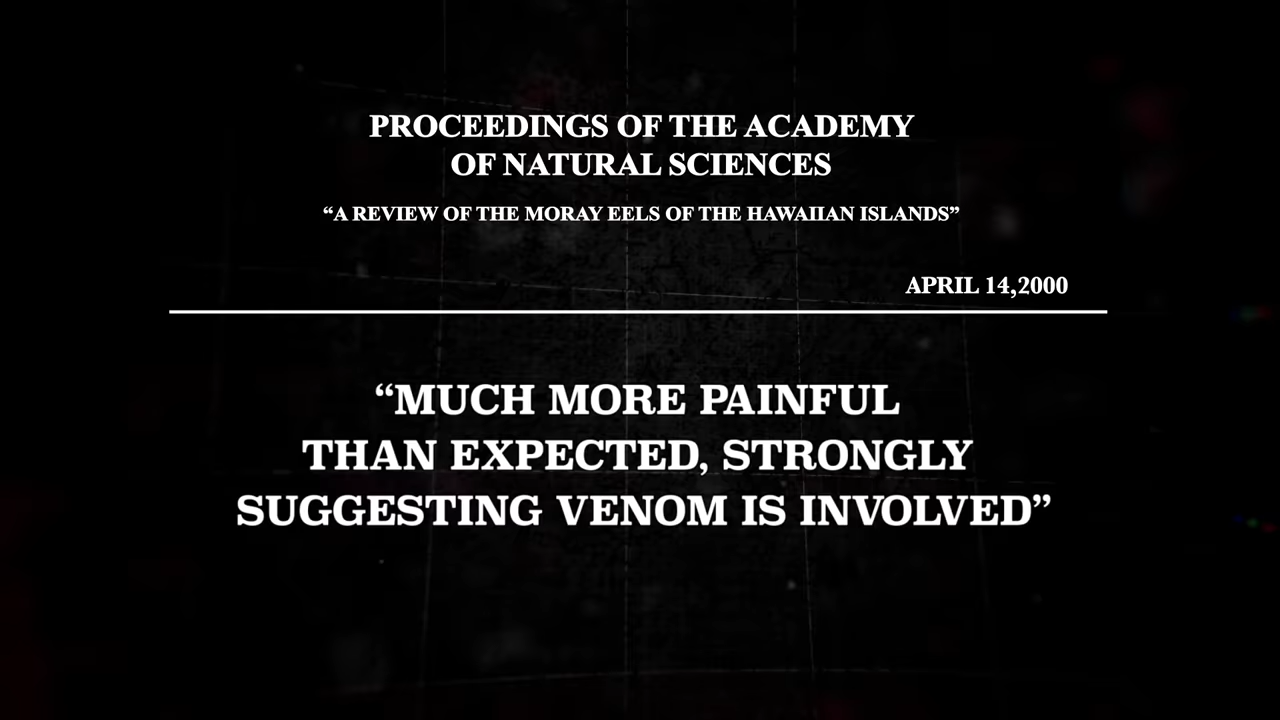 PROCEEDINGS OF THE ACADEMY
OF NATURAL SCIENCES
“A REVIEW OF THE MORAY EELS OF THE HAWAIIAN ISLANDS”
APRIL 14,2000
“MUCH MORE PAINFUL
THAN EXPECTED, STRONGLY
SUGGESTING VENOM IS INVOLVED”